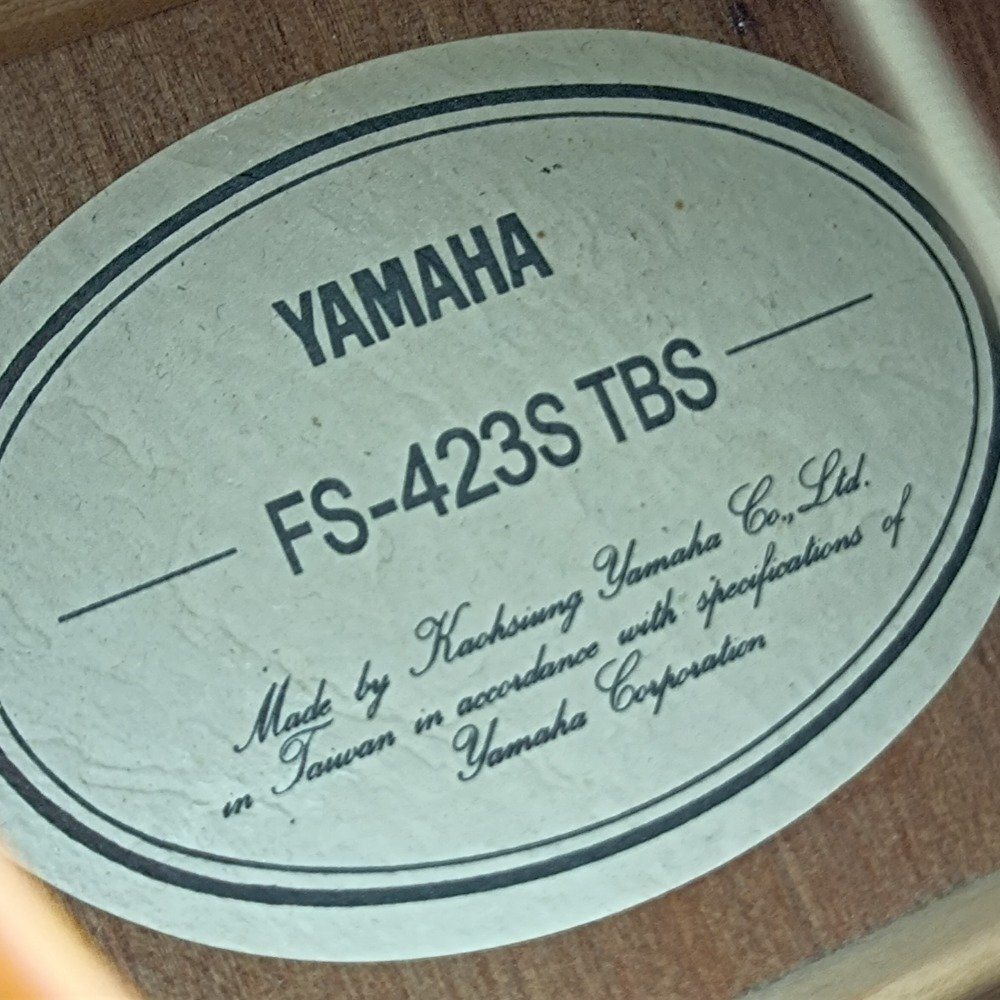 YAMAHA
FS-423S TBS
Made by Kaohsiung Yamaha Co., Ltd.
in Taiwan in accordance with specifications of
Yamaha Corporation